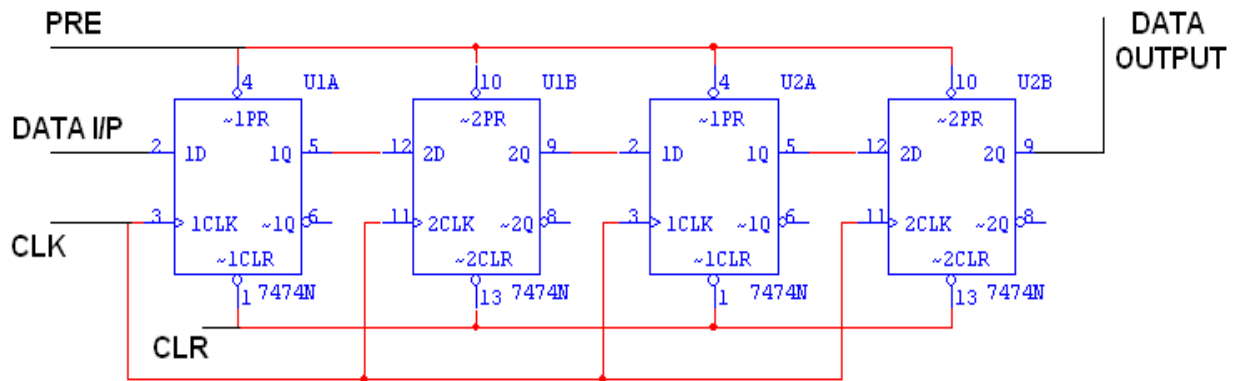 PRE
DATA
OUTPUT
4 U1A 10 U1B 4 U2A 10 U2B
~1PR ~2PR ~1PR ~2PR
DATA I/P
2 1D 1Q 5 12 2D 2Q 9 2 1D 1Q 5 12 2D 2Q 9
3 1CLK ~1Q 6 11 2CLK ~2Q 8 3 1CLK ~1Q 6 11 2CLK ~2Q 8
CLK
~1CLR ~2CLR ~1CLR ~2CLR
1 7474N 13 7474N 1 7474N 13 7474N
CLR